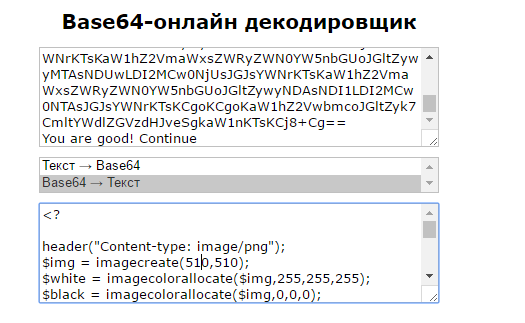 Base64-онлайн декодировщик
WNrKTsKaW1hZ2VmaWxsZWRyZWN0YW5nbGUoJGltZyw
yMTAsNDUwLDI2MCw0NjUsJGJsYWNrKTsKaW1hZ2Vma
WxsZWRyZWN0YW5nbGUoJGltZywyNDAsNDI1LDI2MCw
0NTAsJGJsYWNrKTsKCgoKCgoKaW1hZ2VwbmcoJGltZyk7
CmltYWdlZGVzdHJveSgkaW1nKTsKCj8+Cg==
You are good! Continue
Текст → Base64
Base64 → Текст
<?
header("Content-type: image/png");
$img = imagecreate(510,510);
$white = imagecolorallocate($img,255,255,255);
$black = imagecolorallocate($img,0,0,0);